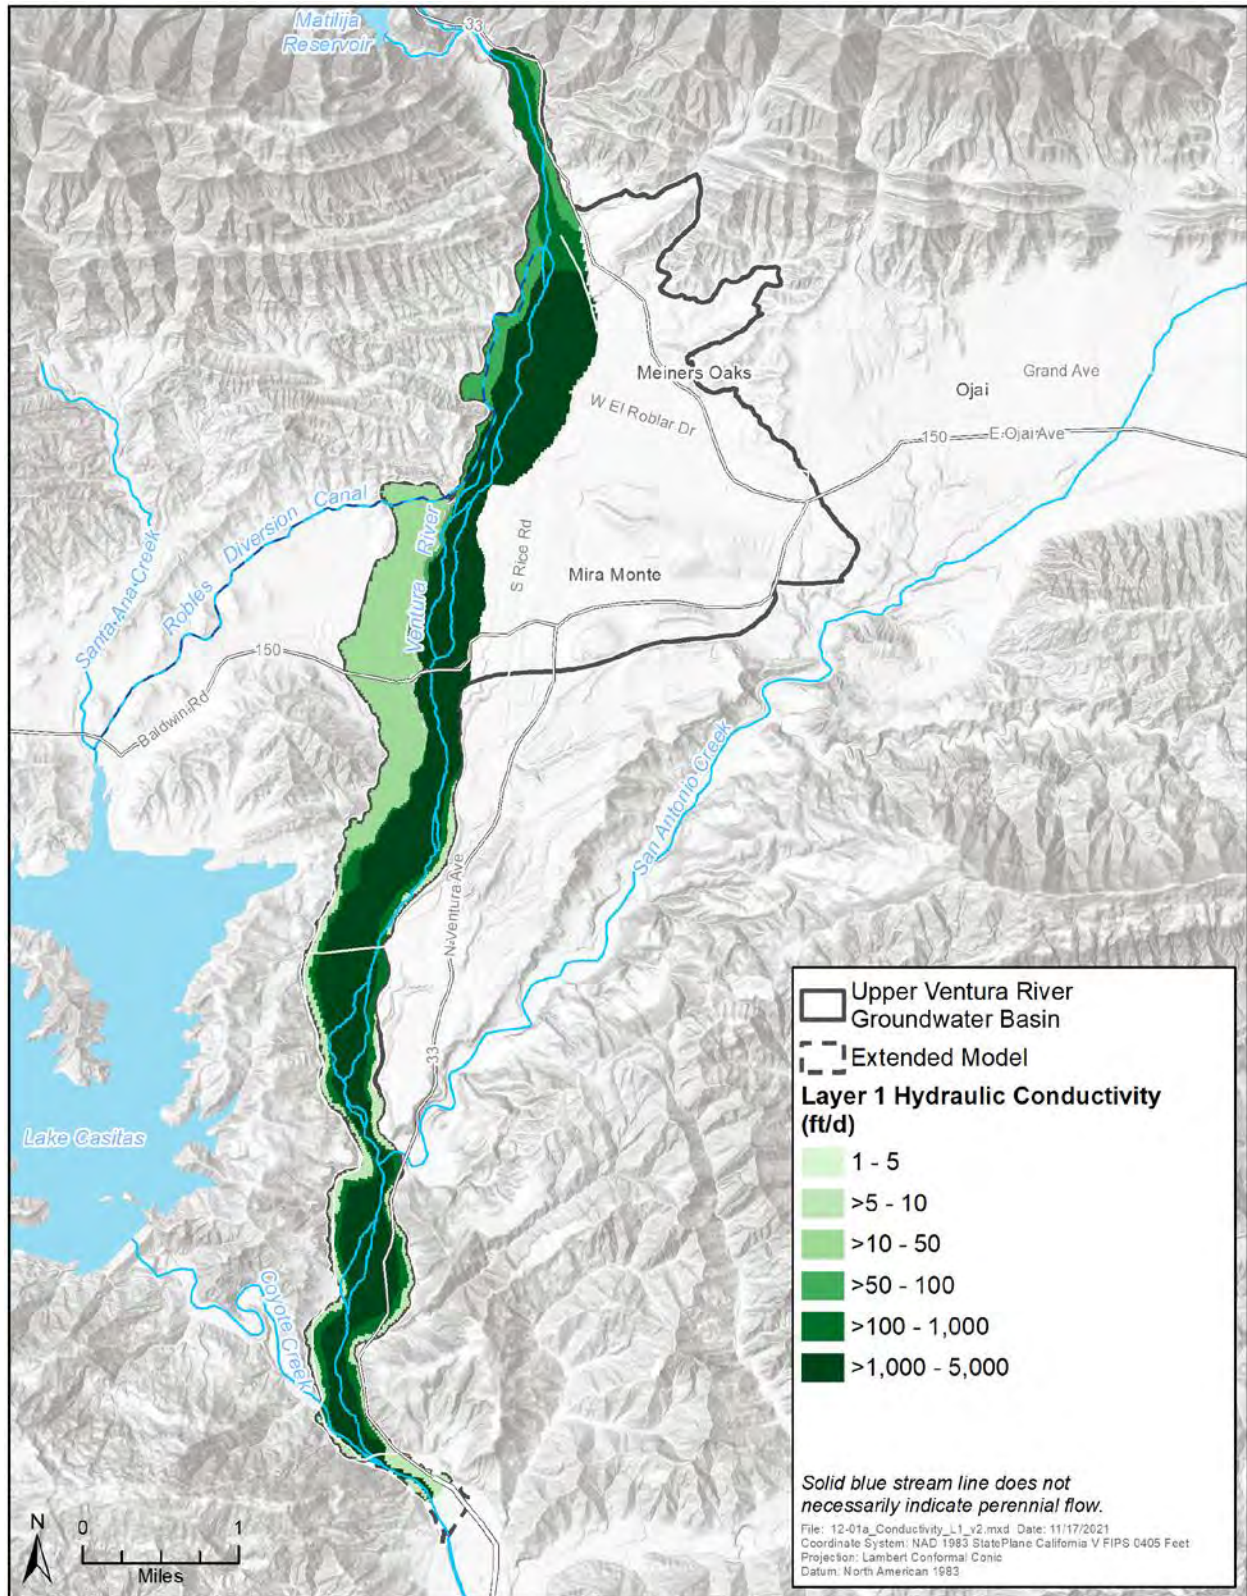 Matilija
Reservoir
33
Meiners Oaks
Ojai
Grand Ave
W El Roblar Dr
150
E Ojai Ave
Robles Diversion Canal
Ventura River
S Rice Rd
Mira Monte
Santa Ana Creek
150
Baldwin Rd
San Antonio Creek
N Ventura Ave
33
Lake Casitas
Coyote Creek
Upper Ventura River
Groundwater Basin
Extended Model
Layer 1 Hydraulic Conductivity
(ft/d)
1 - 5
>5 - 10
>10 - 50
>50 - 100
>100 - 1,000
>1,000 - 5,000
Solid blue stream line does not
necessarily indicate perennial flow.
File: 12-01a_Conductivity_L1_v2.mxd Date: 11/17/2021
Coordinate System: NAD 1983 StatePlane California V FIPS 0405 Feet
Projection: Lambert Conformal Conic
Datum: North American 1983
N
0 1
Miles